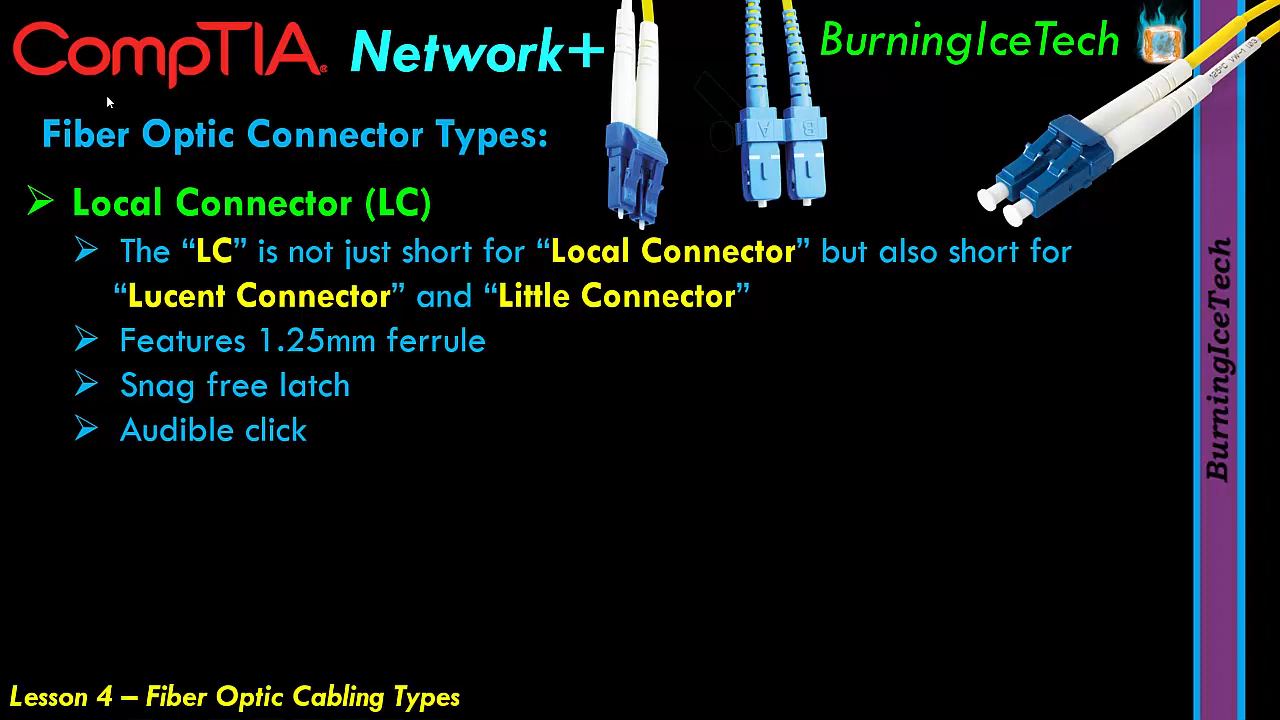 CompTIA® Network+
BurningIceTech
Fiber Optic Connector Types:
A B
Local Connector (LC)
The “LC” is not just short for “Local Connector” but also short for
“Lucent Connector” and “Little Connector”
Features 1.25mm ferrule
Snag free latch
Audible click
BurningIceTech
Lesson 4 – Fiber Optic Cabling Types